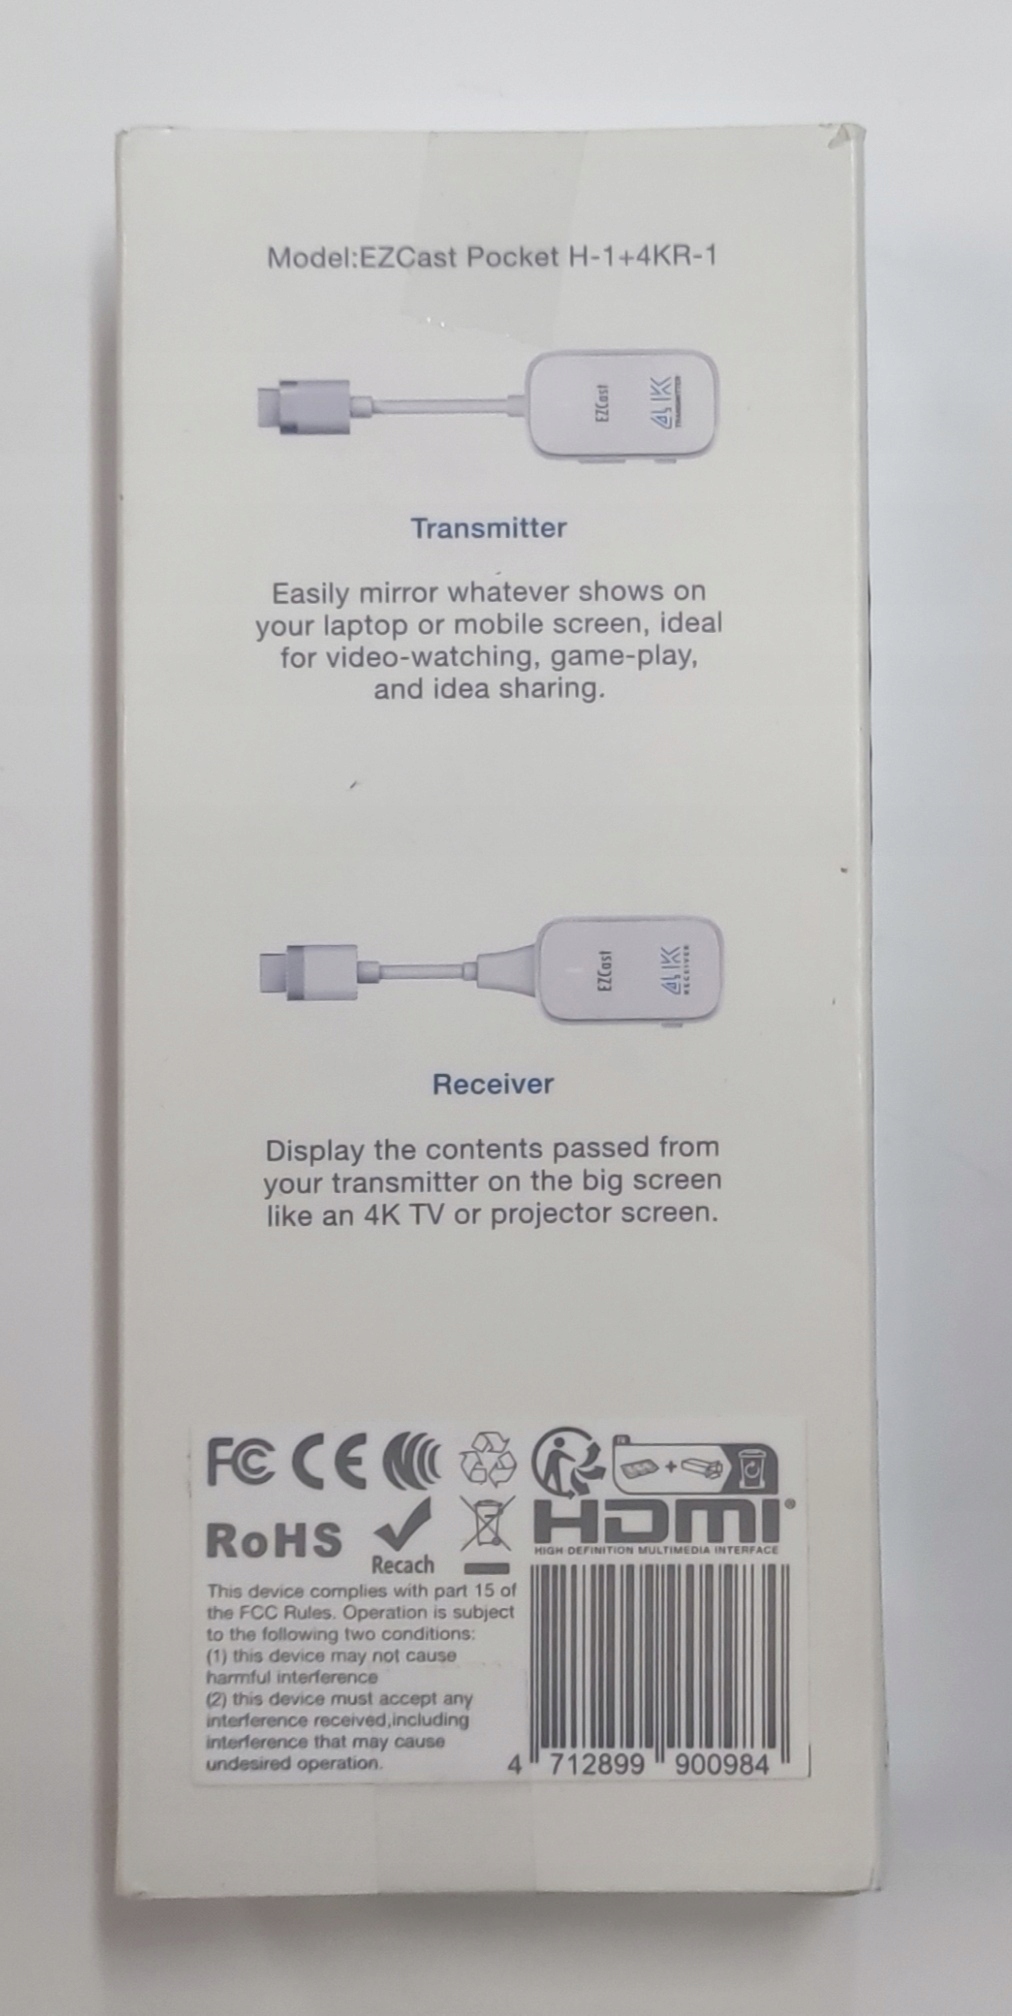 Model:EZCast Pocket H-1+4KR-1
EZCast
4K
TRANSMITTER
Transmitter
Easily mirror whatever shows on
your laptop or mobile screen, ideal
for video-watching, game-play,
and idea sharing.
EZCast
4K
RECEIVER
Receiver
Display the contents passed from
your transmitter on the big screen
like an 4K TV or projector screen.
FC CE
FR
+
RoHS
Recach
HDMI®
HIGH DEFINITION MULTIMEDIA INTERFACE
This device complies with part 15 of
the FCC Rules. Operation is subject
to the following two conditions:
(1) this device may not cause
harmful interference
(2) this device must accept any
interference received,including
interference that may cause
undesired operation.
4 712899 900984